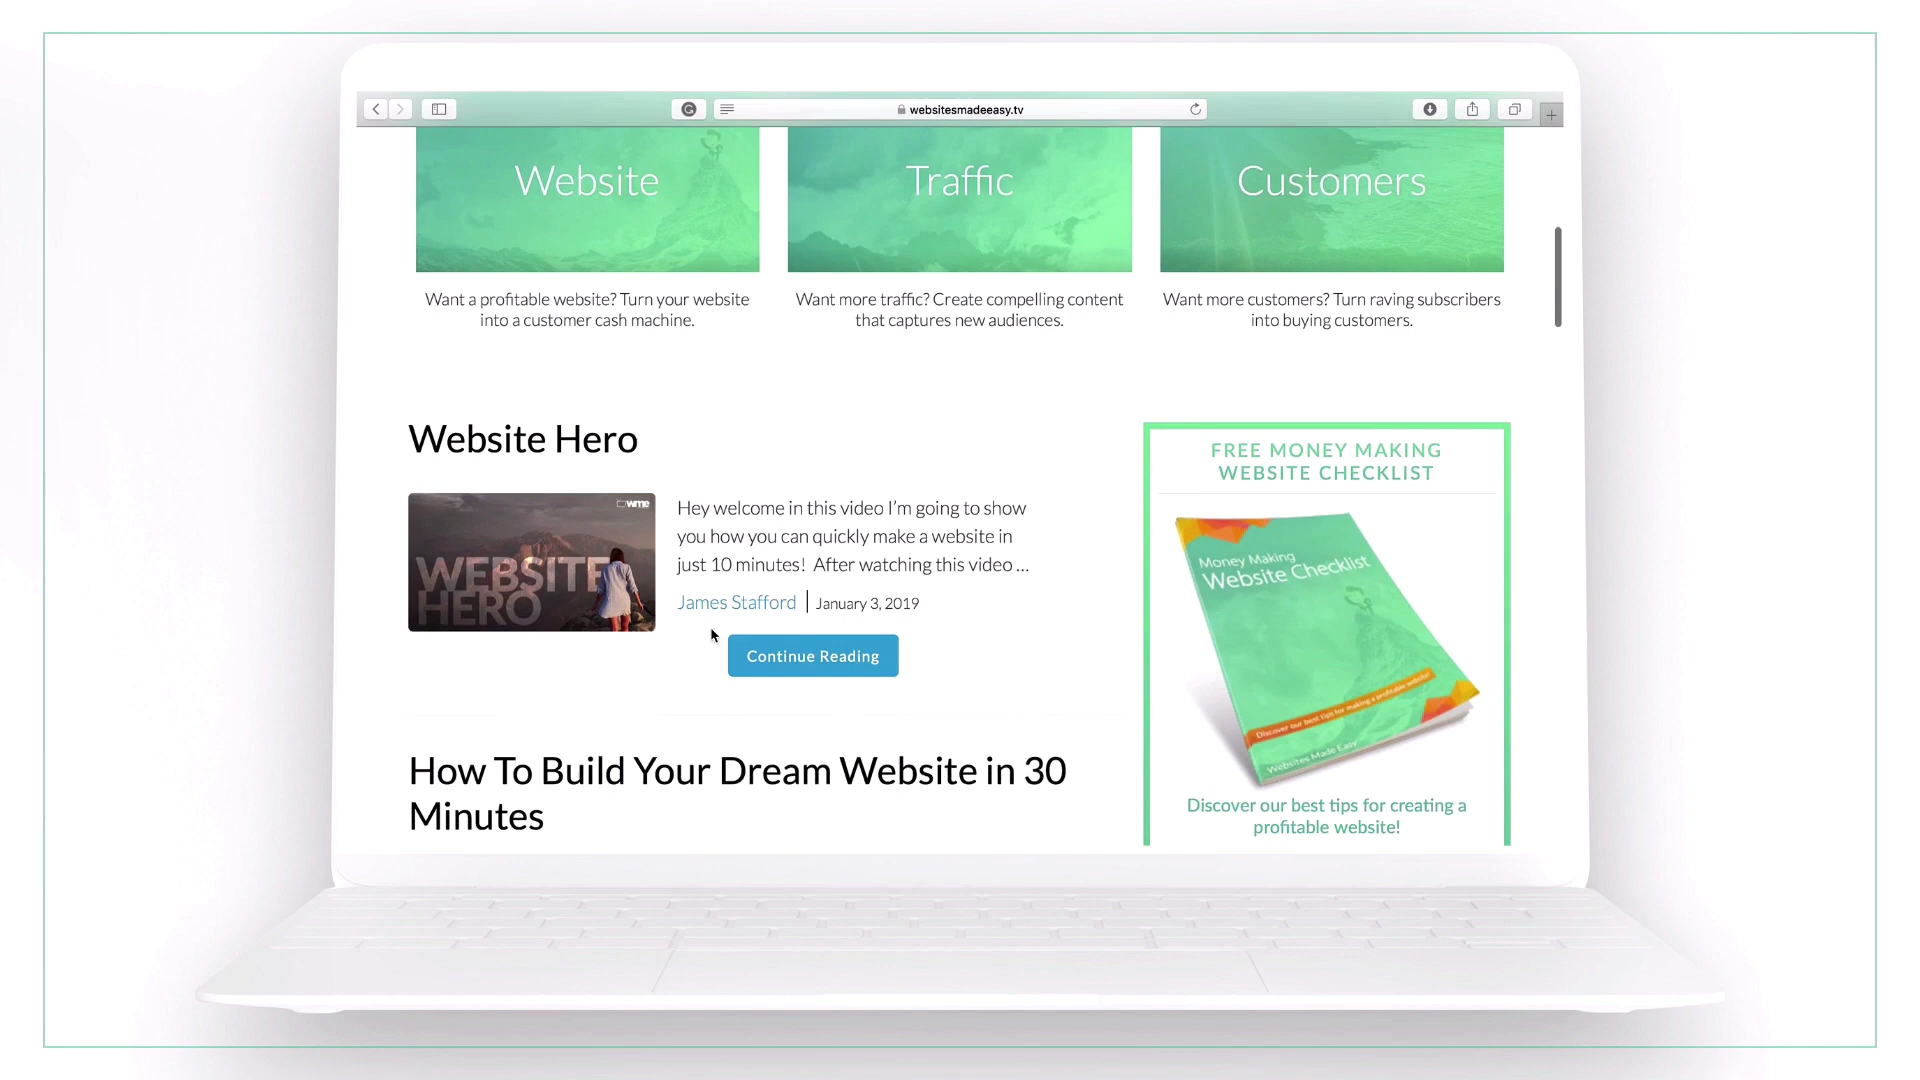 websitesmadeeasy.tv
Website
Traffic
Customers
Want a profitable website? Turn your website
into a customer cash machine.
Want more traffic? Create compelling content
that captures new audiences.
Want more customers? Turn raving subscribers
into buying customers.
Website Hero
wme
WEBSITE
HERO
Hey welcome in this video I’m going to show
you how you can quickly make a website in
just 10 minutes!  After watching this video ...
James Stafford | January 3, 2019
Continue Reading
How To Build Your Dream Website in 30
Minutes
FREE MONEY MAKING
WEBSITE CHECKLIST
Money Making
Website Checklist
Discover our best tips for making a profitable website!
Websites Made Easy
Discover our best tips for creating a
profitable website!